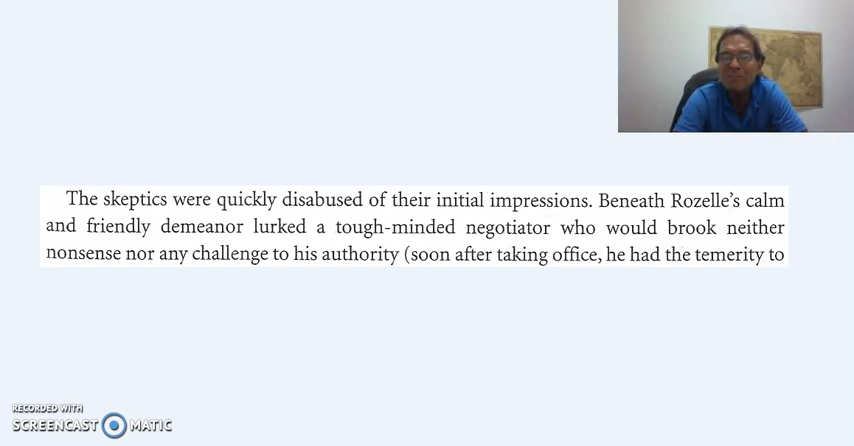 The skeptics were quickly disabused of their initial impressions. Beneath Rozelle's calm
and friendly demeanor lurked a tough-minded negotiator who would brook neither
nonsense nor any challenge to his authority (soon after taking office, he had the temerity to
RECORDED WITH
SCREENCAST MATIC